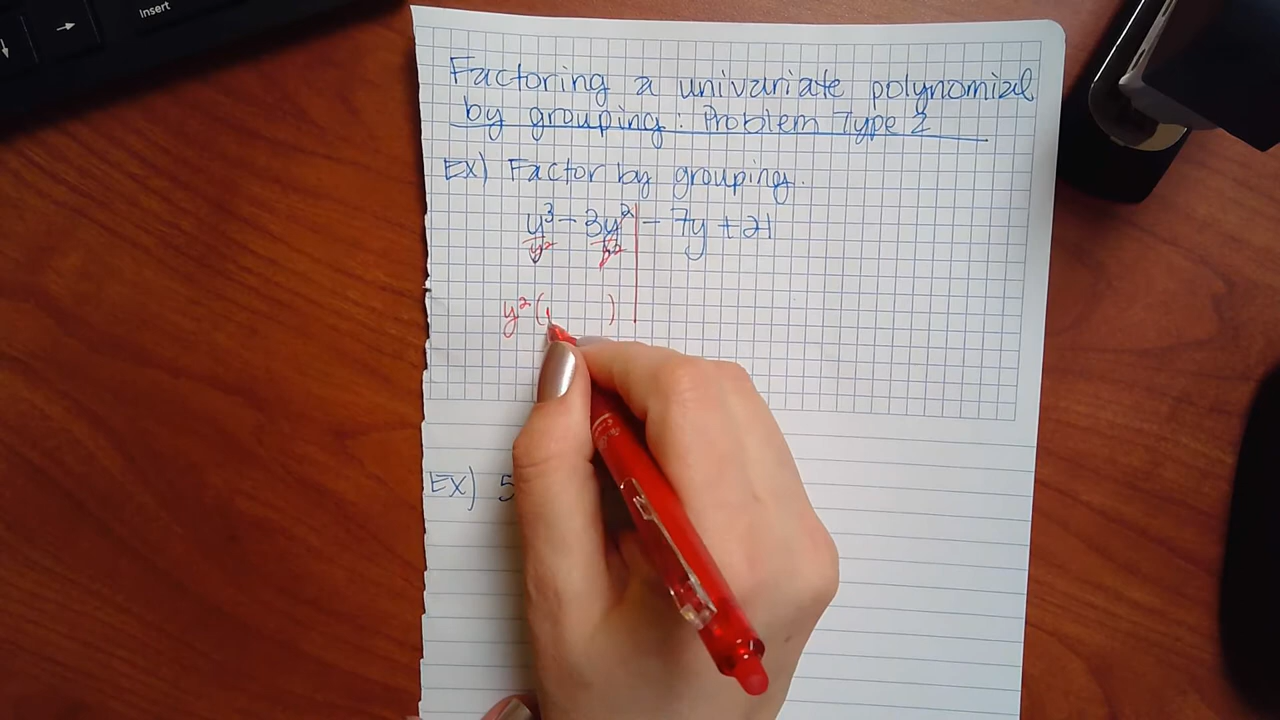 Insert
Factoring a univariate polynomial
by grouping: Problem Type 2
EX) Factor by grouping.
y³ - 3y² - 7y + 21
y² y²
y² ( )
EX) 5